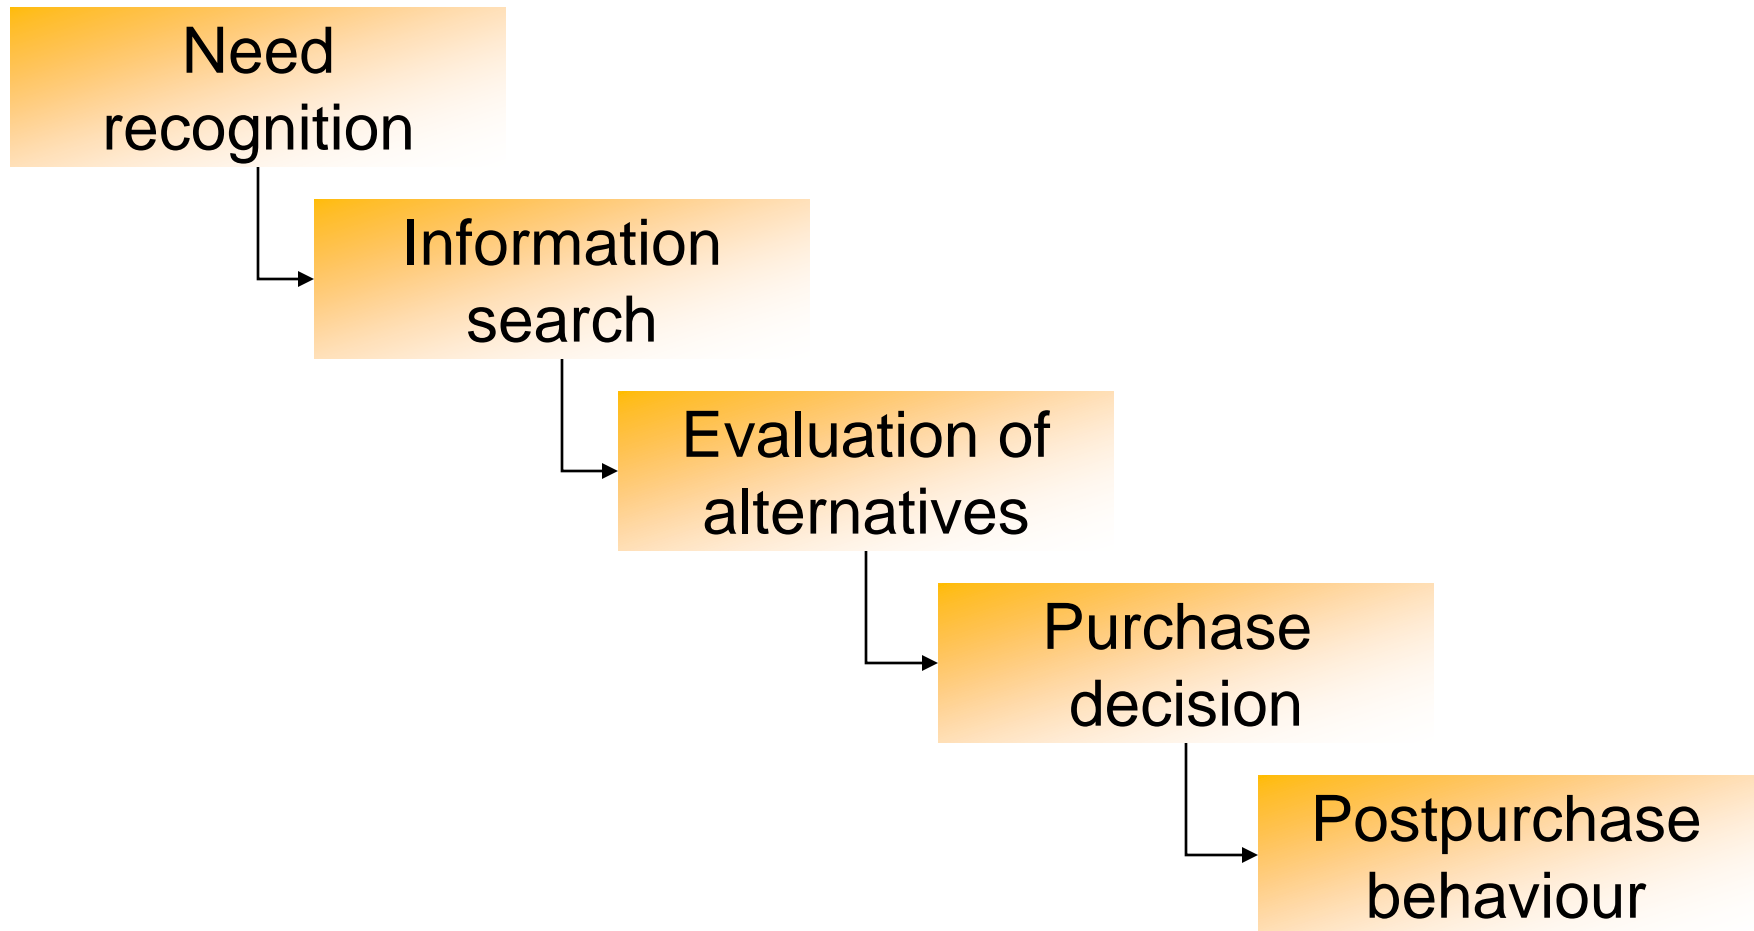 Need
recognition
Information
search
Evaluation of
alternatives
Purchase
decision
Postpurchase
behaviour